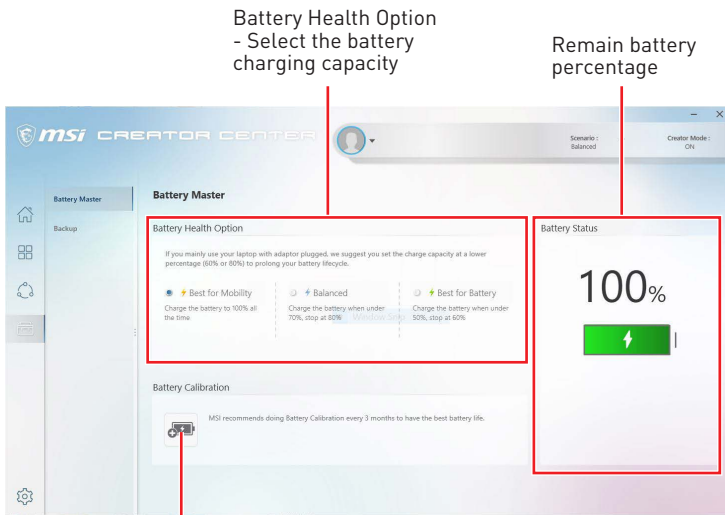 Battery Health Option
- Select the battery
charging capacity
Remain battery
percentage
msi CREATOR CENTER
Scenario :
Balanced
Creator Mode :
ON
Battery Master
Backup
Battery Master
Battery Health Option
If you mainly use your laptop with adaptor plugged, we suggest you set the charge capacity at a lower
percentage (60% or 80%) to prolong your battery lifecycle.
Best for Mobility
Charge the battery to 100% all
the time
Balanced
Charge the battery when under
70%, stop at 80%
Best for Battery
Charge the battery when under
50%, stop at 60%
Battery Status
100%
Battery Calibration
MSI recommends doing Battery Calibration every 3 months to have the best battery life.